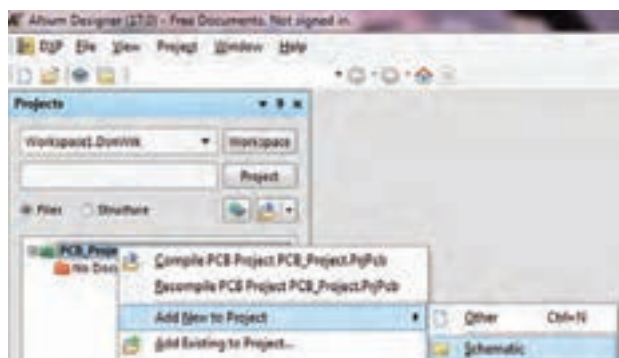 Altium Designer (17.0) - Free Documents. Not signed in.
DXP File View Project Window Help
Projects
Workspace1.DsnWrk Workspace
Project
Files Structure
PCB_Proje
No Doc
Compile PCB Project PCB_Project.PrjPcb
Recompile PCB Project PCB_Project.PrjPcb
Add New to Project Other Ctrl+N
Add Existing to Project... Schematic